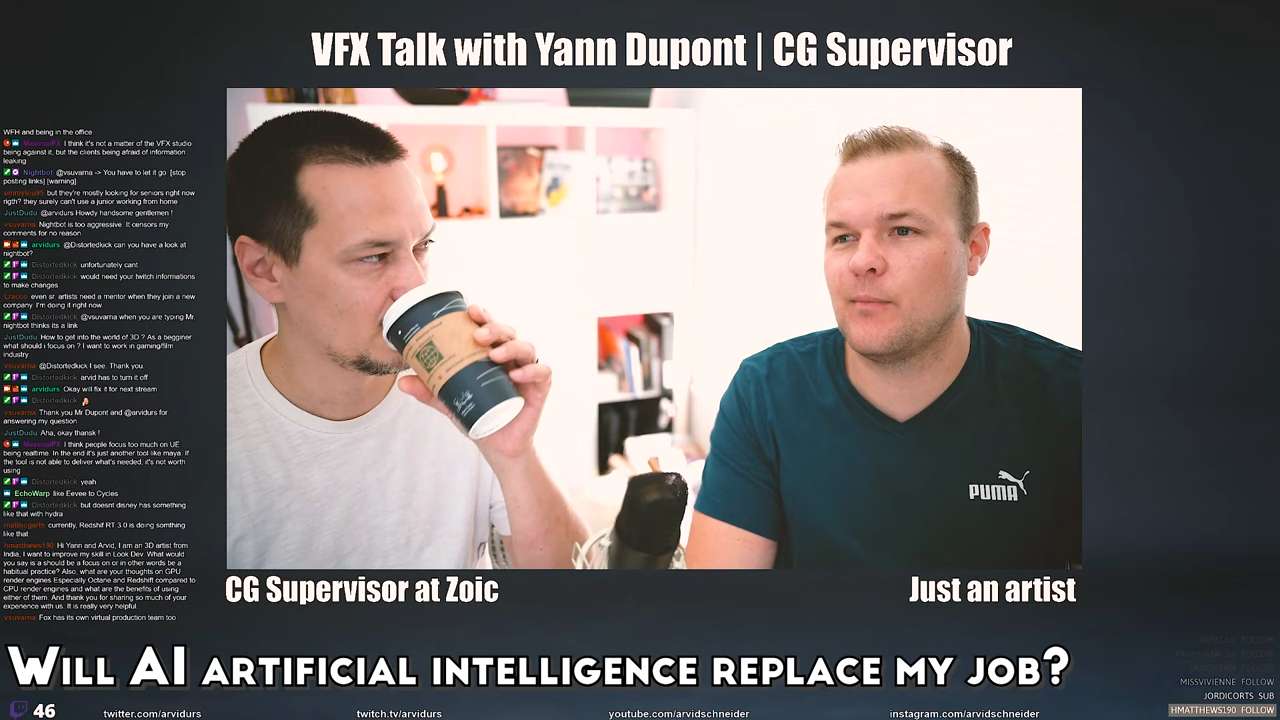 VFX Talk with Yann Dupont | CG Supervisor
WFH and being in the office
MaximalFX I think it's not a matter of the VFX studio
being against it, but the clients being afraid of information
leaking
Nightbot @vsuvarna -> You have to let it go [stop
posting links] [warning]
but they're mostly looking for seniors right now
rigth? they surely can't use a junior working from home
JustDudu @arvidurs Howdy handsome gentlemen !
vsuvarna Nightbot is too aggressive. It censors my
comments for no reason
arvidurs @Distortedkick can you have a look at
nightbot?
Distortedkick unfortunately cant
Distortedkick would need your twitch informations
to make changes
even sr. artists need a mentor when they join a new
company. I'm doing it right now.
Distortedkick @vsuvarna when you are typing Mr.
nightbot thinks its a link
JustDudu How to get into the world of 3D ? As a begginer
what should i focus on ? I want to work in gaming/film
industry
vsuvarna @Distortedluck I see. Thank you.
Distortedkick arvid has to turn it off
arvidurs Okay will fix it for next stream
Distortedkick
vsuvarna Thank you Mr Dupont and @arvidurs for
answering my question
JustDudu Aha, okay thansk !
MaximalFX I think people focus too much on UE
being realtime. In the end it's just another tool like maya. If
the tool is not able to deliver what's needed, it's not worth
using
Distortedkick yeah
EchoWarp like Eevee to Cycles
Distortedkick but doesnt disney has something
like that with hydra
currently, Redshif RT 3.0 is doing somthing
like that
hmatthews190 Hi Yann and Arvid, I am an 3D artist from
India, I want to improve my skill in Look Dev. What would
you say is a should be a focus on or in other words be a
habitual practice? Also, what are your thoughts on GPU
render engines Especially Octane and Redshift compared to
CPU render engines and what are the benefits of using
either of them. And thank you for sharing so much of your
experience with us. It is really very helpful.
vsuvarna Fox has its own virtual production team too
PUMA
CG Supervisor at Zoic
Just an artist
Will AI artificial intelligence replace my job?
MISSVIVIENNE FOLLOW
JORDICORTS SUB
HMATTHEWS190 FOLLOW
46
twitter.com/arvidurs
twitch.tv/arvidurs
youtube.com/arvidschneider
instagram.com/arvidschneider